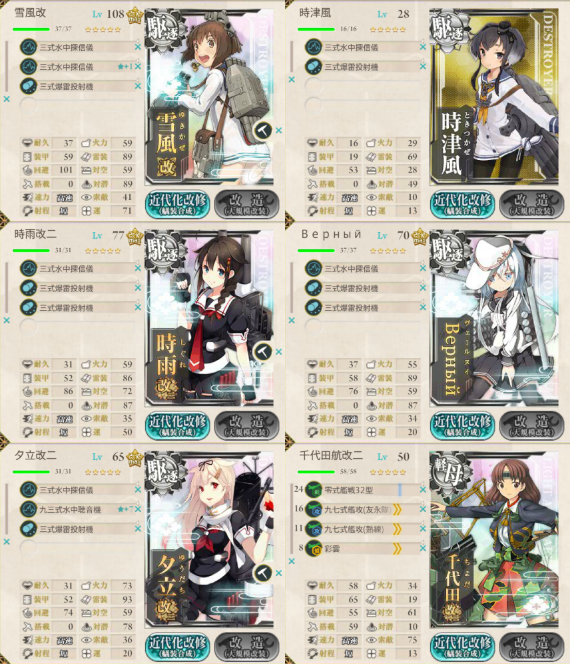 雪風改 Lv 108
37/37
三式水中探信儀
三式水中探信儀 ★+1
三式爆雷投射機
駆逐
ゆきかぜ
雪風改
耐久 37 火力 59
装甲 59 雷装 89
回避 101 対空 59
搭載 0 対潜 89
速力 高速 索敵 41
射程 短 運 71
近代化改修
(艤装合成)
改造
(大規模改装)
時津風 Lv 28
16/16
三式水中探信儀
三式爆雷投射機
駆逐
DESTROYER
ときつかぜ
時津風
耐久 16 火力 29
装甲 19 雷装 69
回避 53 対空 28
搭載 0 対潜 49
速力 高速 索敵 10
射程 短 運 13
近代化改修
(艤装合成)
改造
(大規模改装)
時雨改二 Lv 77
31/31
三式水中探信儀
三式爆雷投射機
三式爆雷投射機
駆逐
しぐれ
時雨改
耐久 31 火力 59
装甲 52 雷装 86
回避 86 対空 72
搭載 0 対潜 87
速力 高速 索敵 35
射程 短 運 50
近代化改修
(艤装合成)
改造
(大規模改装)
Верный Lv 70
37/37
三式水中探信儀
三式爆雷投射機
三式爆雷投射機
駆逐
ヴェールヌイ
Верный
耐久 37 火力 55
装甲 58 雷装 89
回避 76 対空 59
搭載 0 対潜 87
速力 高速 索敵 34
射程 短 運 20
近代化改修
(艤装合成)
改造
(大規模改装)
夕立改二 Lv 65
31/31
三式水中探信儀
九三式水中聴音機
三式爆雷投射機
駆逐
ゆうだち
夕立改
耐久 31 火力 73
装甲 52 雷装 93
回避 74 対空 59
搭載 0 対潜 78
速力 高速 索敵 36
射程 短 運 20
近代化改修
(艤装合成)
改造
(大規模改装)
千代田航改二 Lv 50
58/58
24 零式艦戦32型
16 九七式艦攻(友永隊)
11 九七式艦攻(熟練)
8 彩雲
軽母
ちよだ
千代田改
耐久 58 火力 34
装甲 65 雷装 19
回避 55 対空 61
搭載 59 対潜 10
速力 高速 索敵 75
射程 短 運 13
近代化改修
(艤装合成)
改造
(大規模改装)